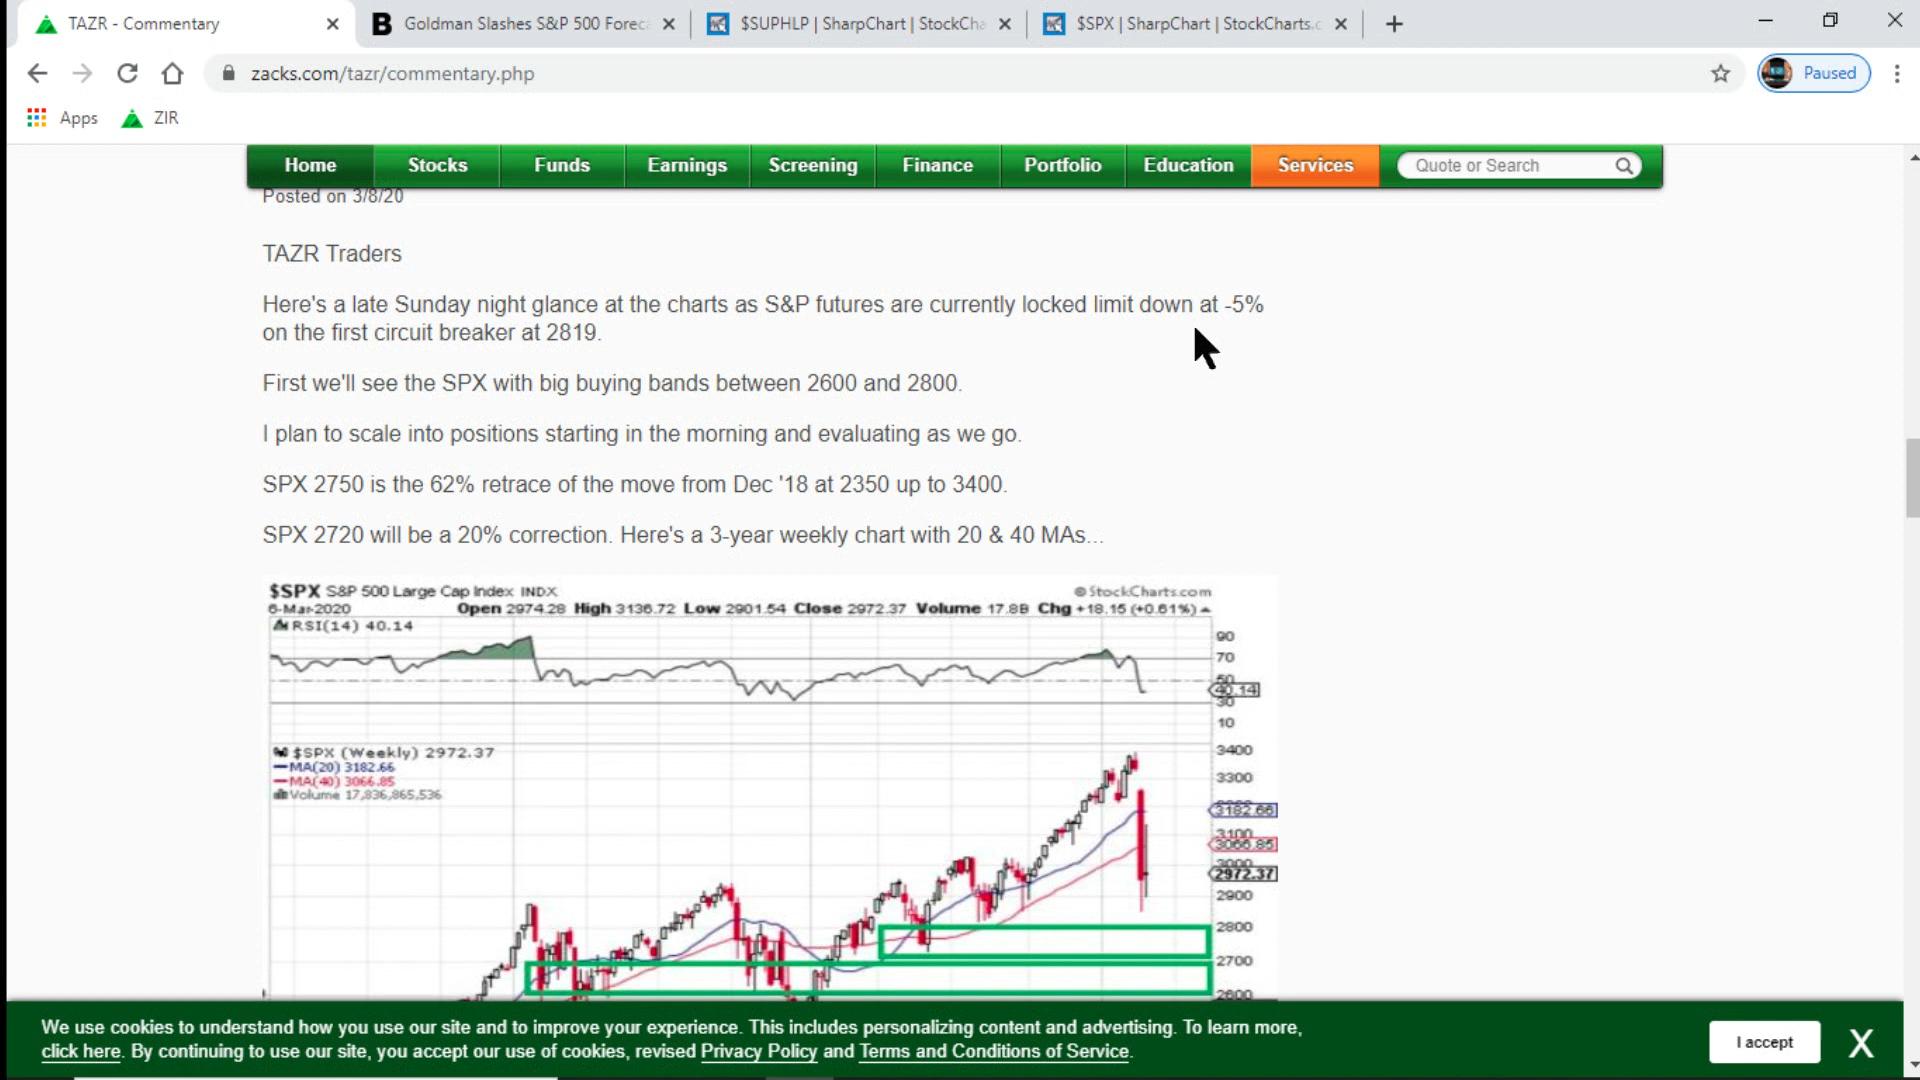 TAZR - Commentary
Goldman Slashes S&P 500 Foreca
$SUPHLP | SharpChart | StockCha
$SPX | SharpChart | StockCharts.c
zacks.com/tazr/commentary.php
Paused
Apps
ZIR
Home
Stocks
Funds
Earnings
Screening
Finance
Portfolio
Education
Services
Quote or Search
Posted on 3/8/20
TAZR Traders
Here's a late Sunday night glance at the charts as S&P futures are currently locked limit down at -5%
on the first circuit breaker at 2819.
First we'll see the SPX with big buying bands between 2600 and 2800.
I plan to scale into positions starting in the morning and evaluating as we go.
SPX 2750 is the 62% retrace of the move from Dec '18 at 2350 up to 3400.
SPX 2720 will be a 20% correction. Here's a 3-year weekly chart with 20 & 40 MAs...
$SPX S&P 500 Large Cap Index INDX
© StockCharts.com
6-Mar-2020
Open 2974.28 High 3136.72 Low 2901.54 Close 2972.37 Volume 17.8B Chg +18.15 (+0.61%)
RSI(14) 40.14
90
70
50
40.14
30
10
$SPX (Weekly) 2972.37
MA(20) 3182.66
MA(40) 3066.85
Volume 17,836,865,536
3400
3300
3182.66
3100
3066.85
3000
2972.37
2900
2800
2700
2600
We use cookies to understand how you use our site and to improve your experience. This includes personalizing content and advertising. To learn more,
click here. By continuing to use our site, you accept our use of cookies, revised Privacy Policy and Terms and Conditions of Service.
I accept
X